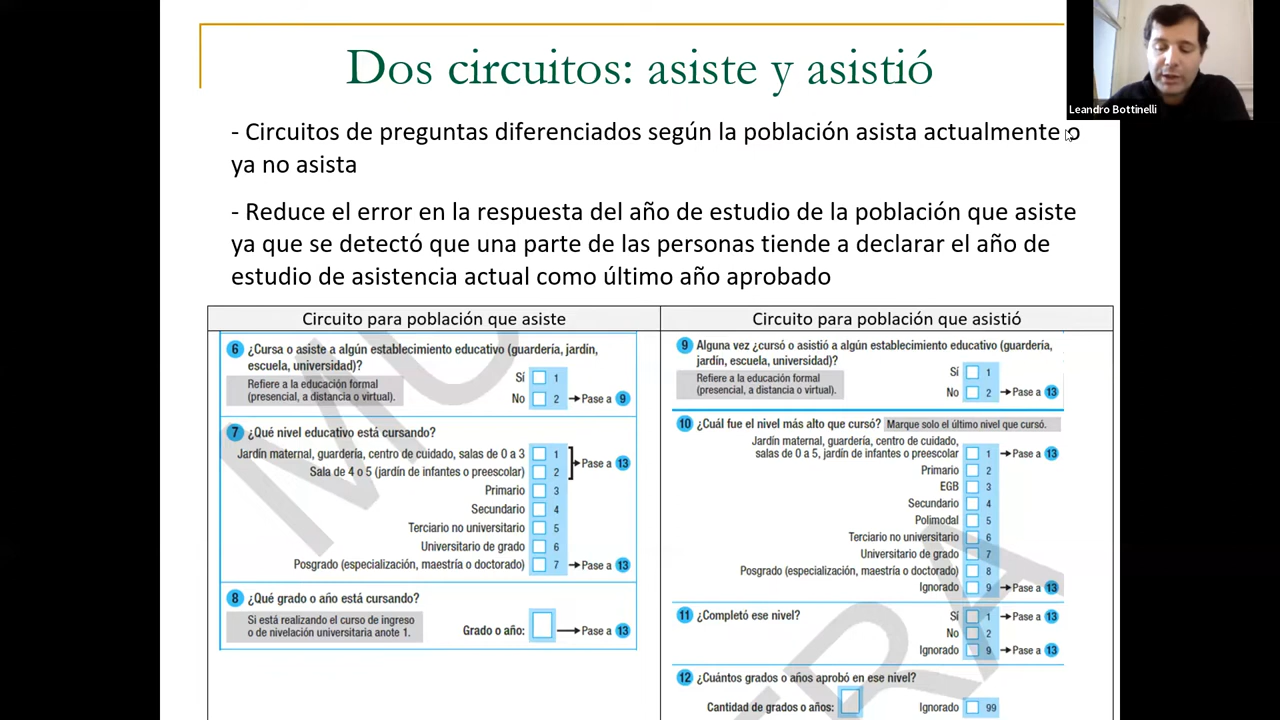 Dos circuitos: asiste y asistió
Leandro Bottinelli
- Circuitos de preguntas diferenciados según la población asista actualmente o
ya no asista
- Reduce el error en la respuesta del año de estudio de la población que asiste
ya que se detectó que una parte de las personas tiende a declarar el año de
estudio de asistencia actual como último año aprobado
Circuito para población que asiste
6 ¿Cursa o asiste a algún establecimiento educativo (guardería, jardín,
escuela, universidad)?
Refiere a la educación formal
(presencial, a distancia o virtual).
Sí 1
No 2 → Pase a 9
7 ¿Qué nivel educativo está cursando?
Jardín maternal, guardería, centro de cuidado, salas de 0 a 3 1
Sala de 4 o 5 (jardín de infantes o preescolar) 2
→ Pase a 13
Primario 3
Secundario 4
Terciario no universitario 5
Universitario de grado 6
Posgrado (especialización, maestría o doctorado) 7 → Pase a 13
8 ¿Qué grado o año está cursando?
Si está realizando el curso de ingreso
o de nivelación universitaria anote 1.
Grado o año: → Pase a 13
Circuito para población que asistió
9 Alguna vez ¿cursó o asistió a algún establecimiento educativo (guardería,
jardín, escuela, universidad)?
Refiere a la educación formal
(presencial, a distancia o virtual).
Sí 1
No 2 → Pase a 13
10 ¿Cuál fue el nivel más alto que cursó? Marque solo el último nivel que cursó.
Jardín maternal, guardería, centro de cuidado,
salas de 0 a 5, jardín de infantes o preescolar 1 → Pase a 13
Primario 2
EGB 3
Secundario 4
Polimodal 5
Terciario no universitario 6
Universitario de grado 7
Posgrado (especialización, maestría o doctorado) 8
Ignorado 9 → Pase a 13
11 ¿Completó ese nivel? Sí 1 → Pase a 13
No 2
Ignorado 9 → Pase a 13
12 ¿Cuántos grados o años aprobó en ese nivel?
Cantidad de grados o años: Ignorado 99